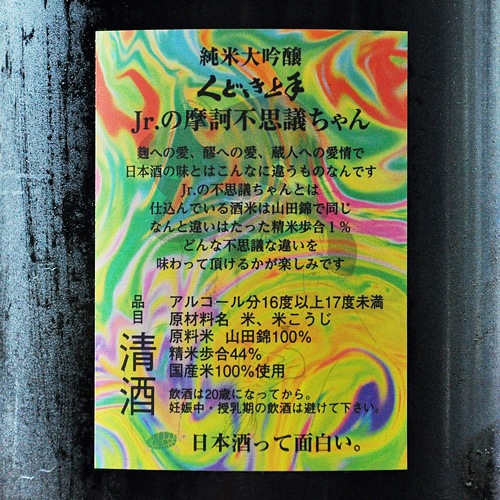 純米大吟醸
くどき上手
Jr.の摩訶不思議ちゃん
麹への愛、醪への愛、蔵人への愛情で
日本酒の味とはこんなに違うものなんです
Jr.の不思議ちゃんとは
仕込んでいる酒米は山田錦で同じ
なんと違いはたった精米歩合1%
どんな不思議な違いを
味わって頂けるかが楽しみです
品目
清酒
アルコール分16度以上17度未満
原材料名 米、米こうじ
原料米 山田錦100%
精米歩合44%
国産米100%使用
飲酒は20歳になってから。
妊娠中・授乳期の飲酒は避けて下さい。
日本酒って面白い。